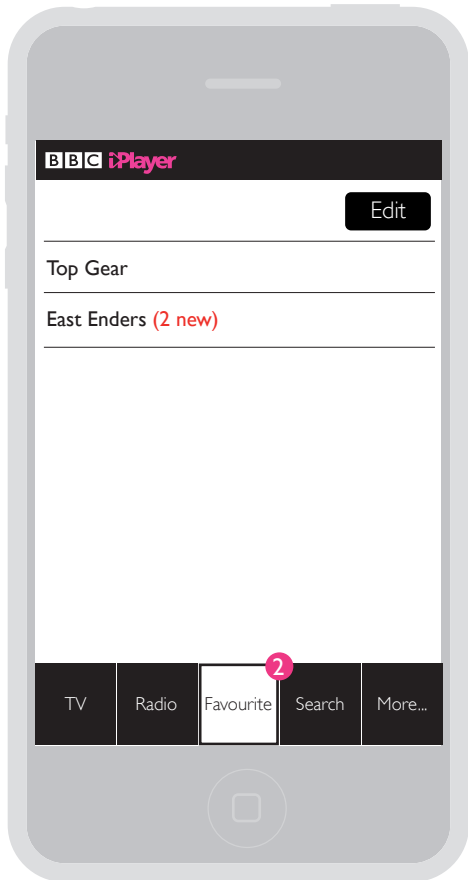 BBC iPlayer
Edit
Top Gear
East Enders (2 new)
2
TV Radio Favourite Search More...